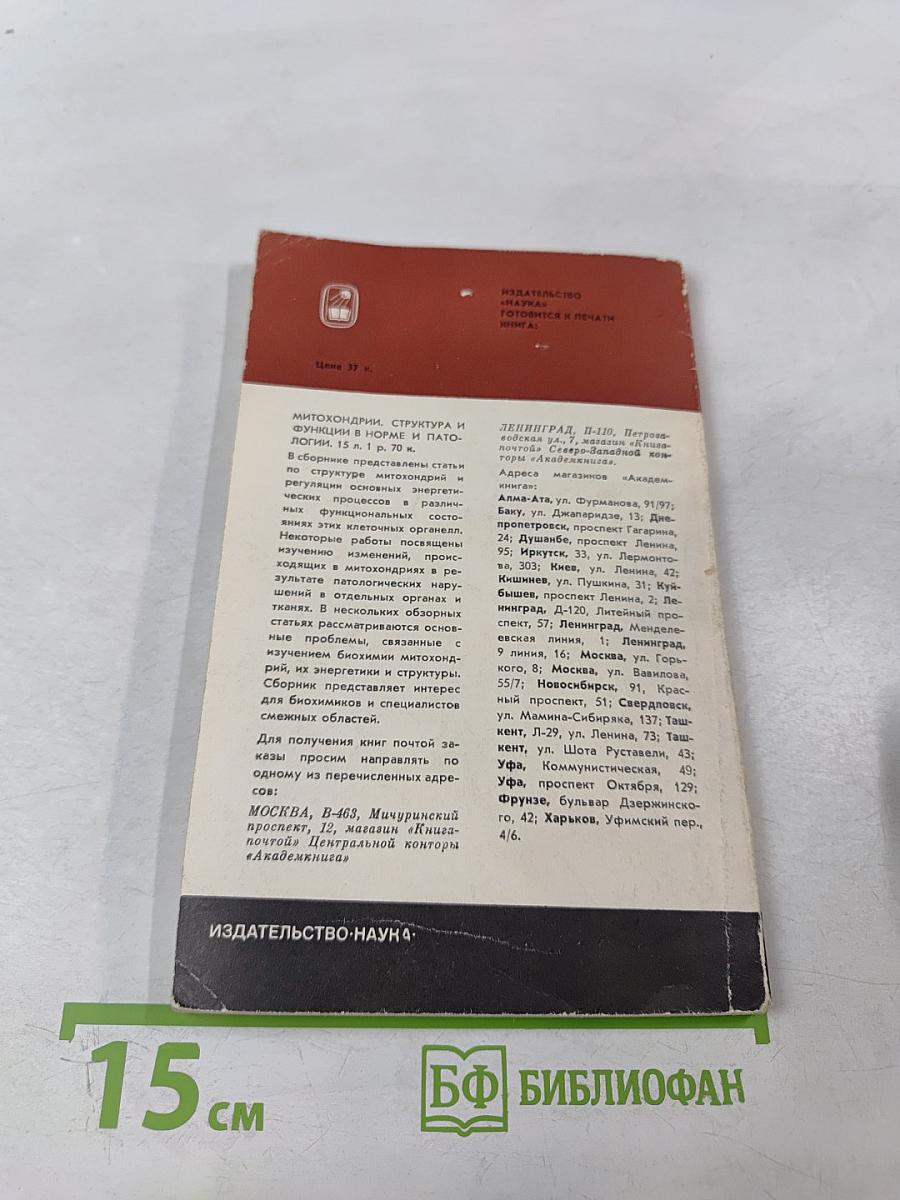 ИЗДАТЕЛЬСТВО
«НАУКА»
ГОТОВИТСЯ К ПЕЧАТИ
КНИГА:
Цена 37 к.
МИТОХОНДРИИ. СТРУКТУРА И
ФУНКЦИИ В НОРМЕ И ПАТО-
ЛОГИИ. 15 л. 1 р. 70 к.
В сборнике представлены статьи
по структуре митохондрий и
регуляции основных энергети-
ческих процессов в различ-
ных функциональных состо-
яниях этих клеточных органелл.
Некоторые работы посвящены
изучению изменений, проис-
ходящих в митохондриях в ре-
зультате патологических нару-
шений в отдельных органах и
тканях. В нескольких обзорных
статьях рассматриваются основ-
ные проблемы, связанные с
изучением биохимии митохонд-
рий, их энергетики и структуры.
Сборник представляет интерес
для биохимиков и специалистов
смежных областей.
Для получения книг почтой за-
казы просим направлять по
одному из перечисленных адре-
сов:
МОСКВА, В-463, Мичуринский
проспект, 12, магазин «Книга-
почтой» Центральной конторы
«Академкнига»
ЛЕНИНГРАД, П-110, Петроза-
водская ул., 7, магазин «Книга-
почтой» Северо-Западной кон-
торы «Академкнига».
Адреса магазинов «Академ-
книга»:
Алма-Ата, ул. Фурманова, 91/97;
Баку, ул. Джапаридзе, 13; Дне-
пропетровск, проспект Гагарина,
24; Душанбе, проспект Ленина,
95; Иркутск, 33, ул. Лермонто-
ва, 303; Киев, ул. Ленина, 42;
Кишинев, ул. Пушкина, 31; Куй-
бышев, проспект Ленина, 2; Ле-
нинград, Д-120, Литейный про-
спект, 57; Ленинград, Менделе-
евская линия, 1; Ленинград,
9 линия, 16; Москва, ул. Горь-
кого, 8; Москва, ул. Вавилова,
55/7; Новосибирск, 91, Крас-
ный проспект, 51; Свердловск,
ул. Мамина-Сибиряка, 137; Таш-
кент, Л-29, ул. Ленина, 73; Таш-
кент, ул. Шота Руставели, 43;
Уфа, Коммунистическая, 49;
Уфа, проспект Октября, 129;
Фрунзе, бульвар Дзержинско-
го, 42; Харьков, Уфимский пер.,
4/6.
ИЗДАТЕЛЬСТВО·НАУКА·
15 см
БФ БИБЛИОФАН